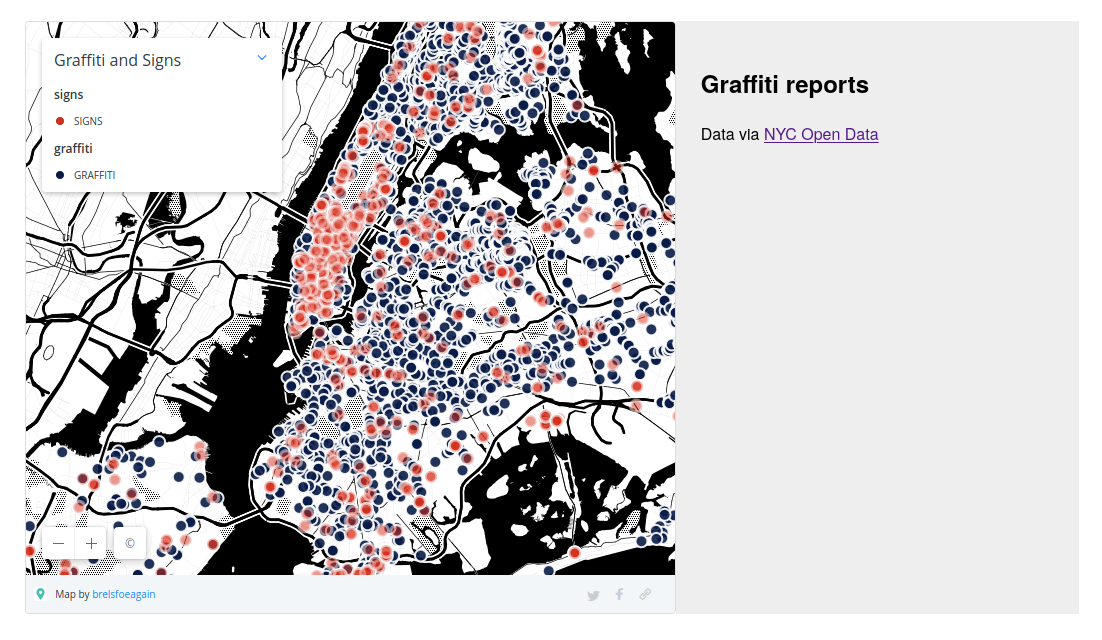 Graffiti and Signs
signs
SIGNS
graffiti
GRAFFITI
−
+
©
Map by brelsfoeagain
Graffiti reports
Data via NYC Open Data